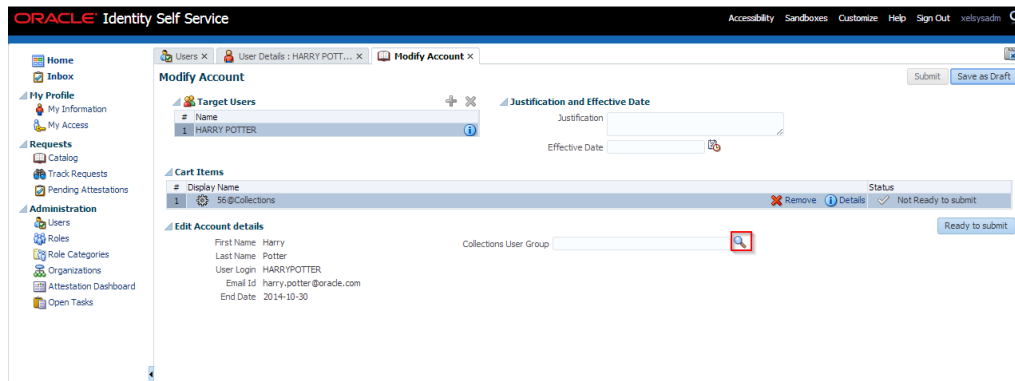 ORACLE Identity Self Service
Accessibility Sandboxes Customize Help Sign Out xelsysadm
Home
Inbox
My Profile
My Information
My Access
Requests
Catalog
Track Requests
Pending Attestations
Administration
Users
Roles
Role Categories
Organizations
Attestation Dashboard
Open Tasks
Users × User Details : HARRY POTT... × Modify Account ×
Modify Account
Submit Save as Draft
Target Users
# Name
1 HARRY POTTER
Justification and Effective Date
Justification
Effective Date
Cart Items
# Display Name Status
1 56@Collections Remove Details Not Ready to submit
Edit Account details
Ready to submit
First Name Harry
Last Name Potter
User Login HARRYPOTTER
Email Id harry.potter@oracle.com
End Date 2014-10-30
Collections User Group